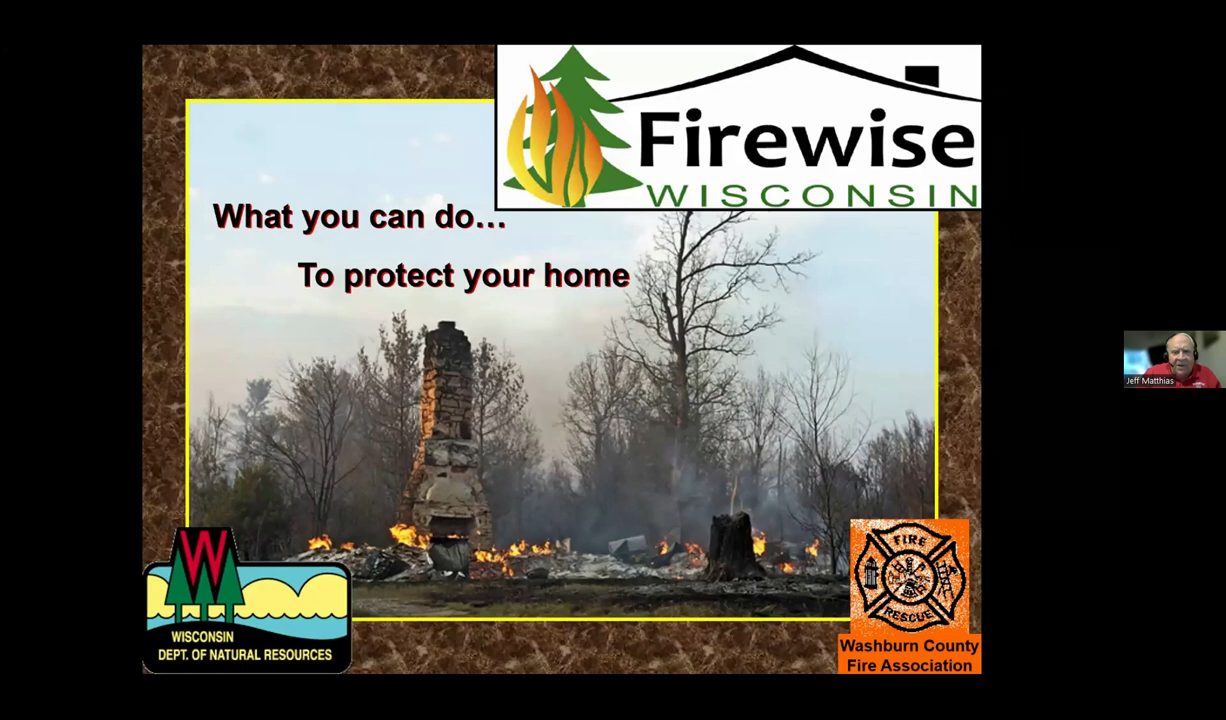 Firewise
WISCONSIN
What you can do...
To protect your home
Jeff Matthias
FIRE
RESCUE
WISCONSIN
DEPT. OF NATURAL RESOURCES
Washburn County
Fire Association